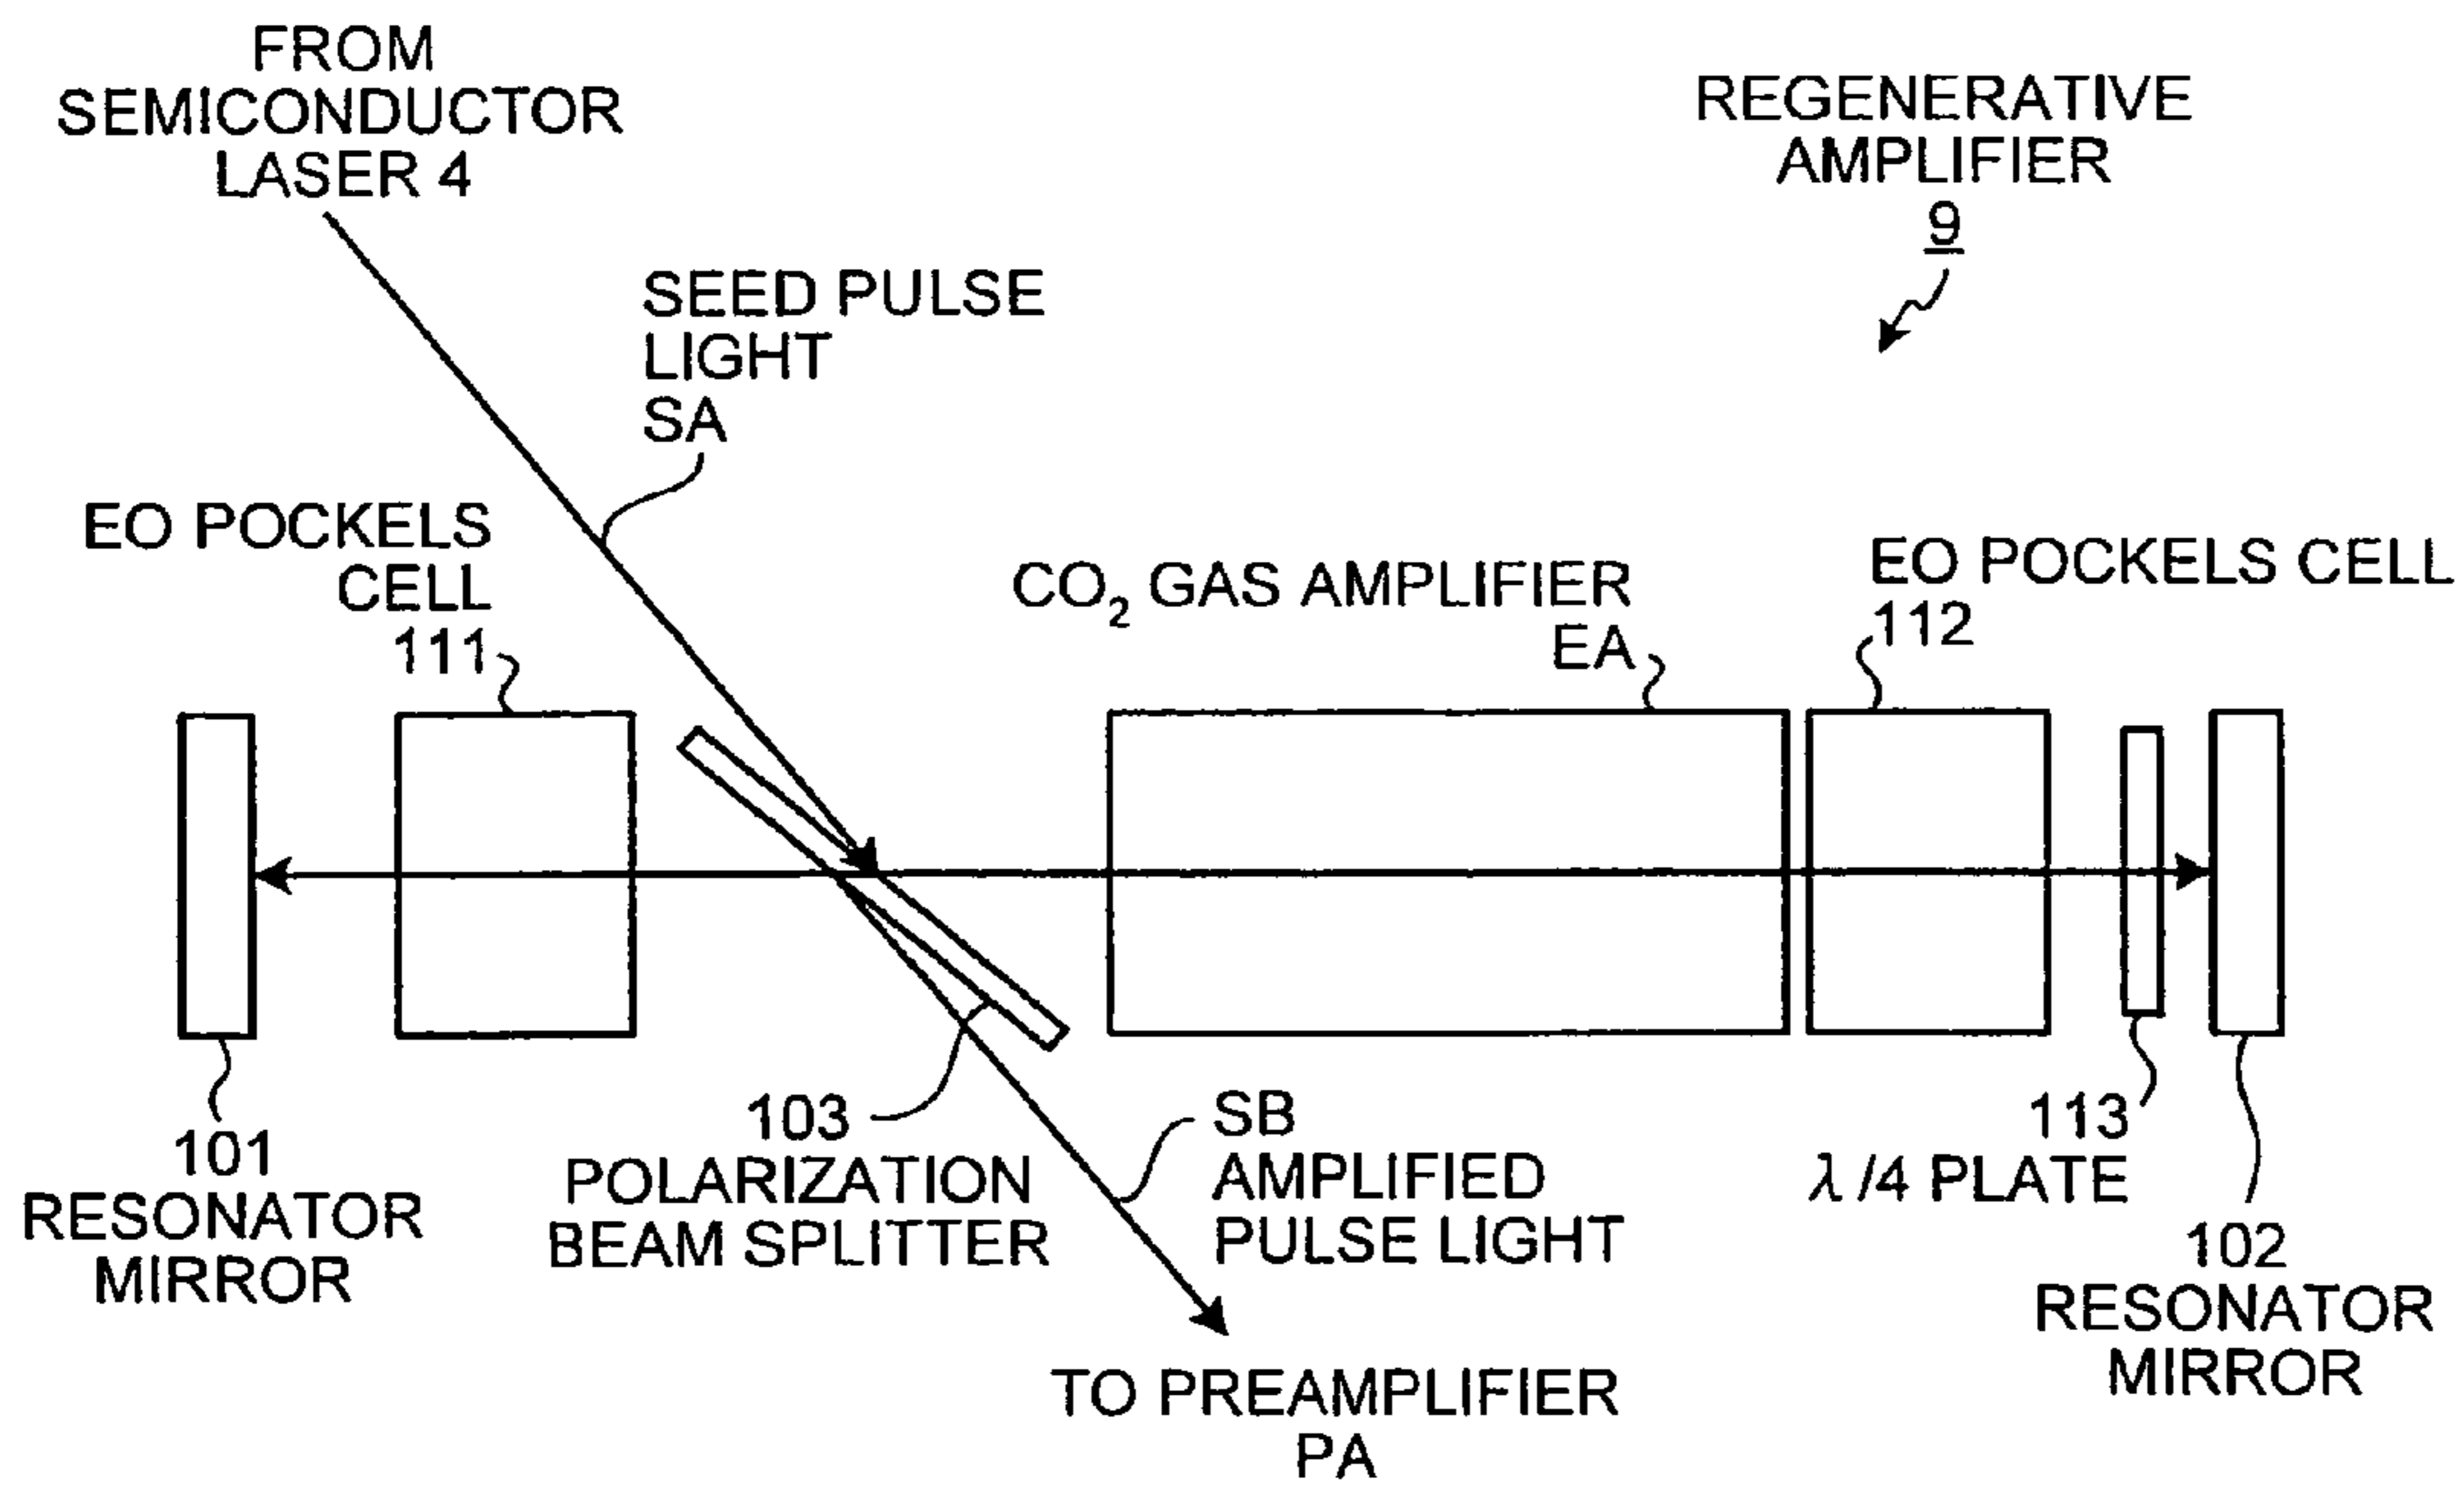 FROM
SEMICONDUCTOR
LASER 4
REGENERATIVE
AMPLIFIER
9
SEED PULSE
LIGHT
SA
EO POCKELS
CELL
111
CO₂ GAS AMPLIFIER
EA
EO POCKELS CELL
112
101
RESONATOR
MIRROR
103
POLARIZATION
BEAM SPLITTER
SB
AMPLIFIED
PULSE LIGHT
113
λ/4 PLATE
102
RESONATOR
MIRROR
TO PREAMPLIFIER
PA